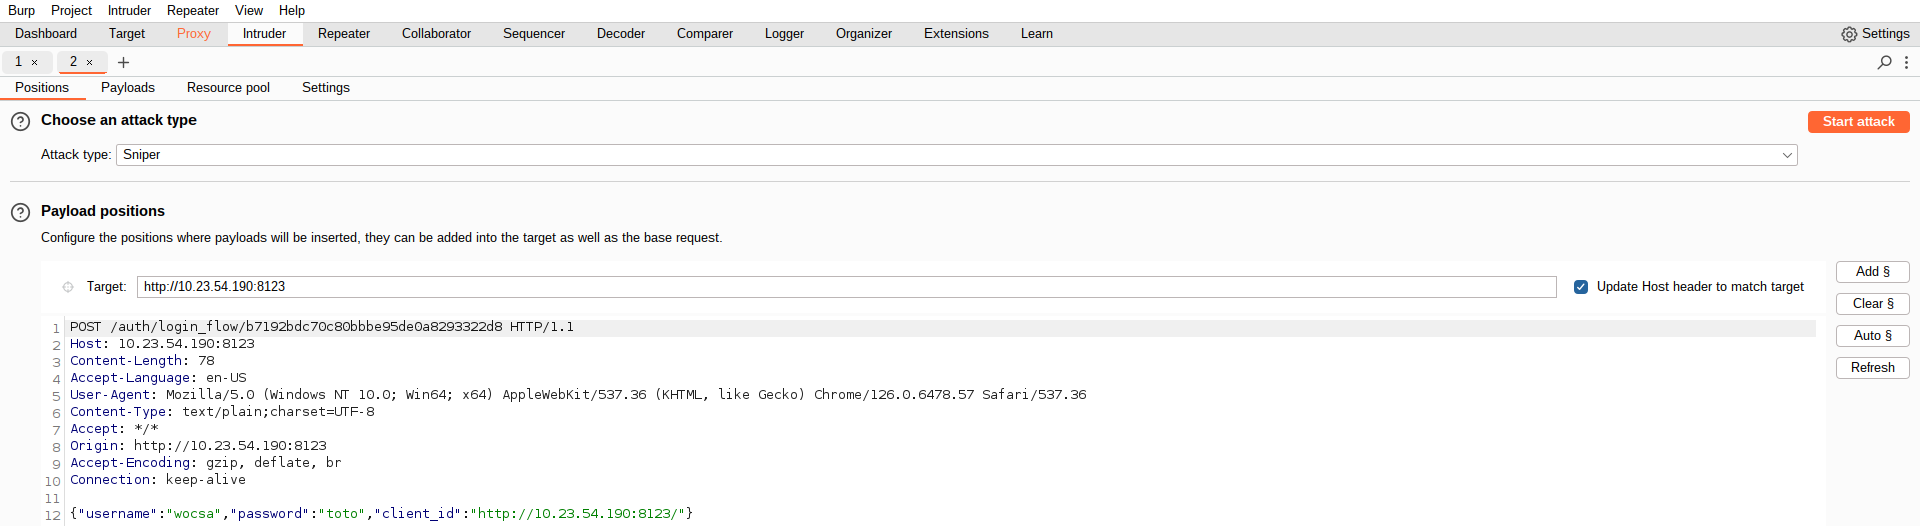 Burp Project Intruder Repeater View Help
Dashboard Target Proxy Intruder Repeater Collaborator Sequencer Decoder Comparer Logger Organizer Extensions Learn Settings
1 × 2 × +
Positions Payloads Resource pool Settings
? Choose an attack type Start attack
Attack type: Sniper
? Payload positions
Configure the positions where payloads will be inserted, they can be added into the target as well as the base request.
Target: http://10.23.54.190:8123 Update Host header to match target
Add §
Clear §
Auto §
Refresh
1 POST /auth/login_flow/b7192bdc70c80bbbe95de0a8293322d8 HTTP/1.1
2 Host: 10.23.54.190:8123
3 Content-Length: 78
4 Accept-Language: en-US
5 User-Agent: Mozilla/5.0 (Windows NT 10.0; Win64; x64) AppleWebKit/537.36 (KHTML, like Gecko) Chrome/126.0.6478.57 Safari/537.36
6 Content-Type: text/plain;charset=UTF-8
7 Accept: */*
8 Origin: http://10.23.54.190:8123
9 Accept-Encoding: gzip, deflate, br
10 Connection: keep-alive
11
12 {"username":"wocsa","password":"toto","client_id":"http://10.23.54.190:8123/"}